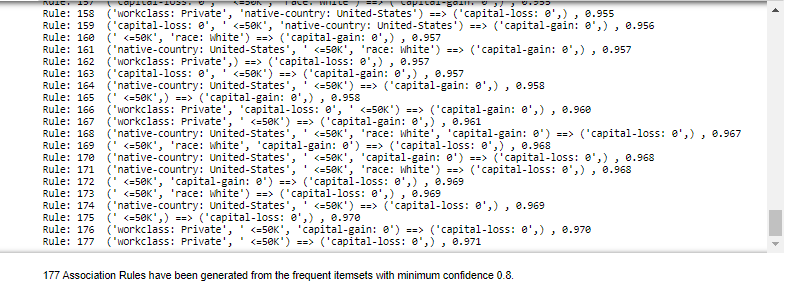 Rule: 157 ('capital-loss: 0', ' <=50K', 'race: White') ==> ('capital-gain: 0',) , 0.955
Rule: 158 ('workclass: Private', 'native-country: United-States') ==> ('capital-loss: 0',) , 0.955
Rule: 159 ('capital-loss: 0', ' <=50K', 'native-country: United-States') ==> ('capital-gain: 0',) , 0.956
Rule: 160 (' <=50K', 'race: White') ==> ('capital-gain: 0',) , 0.957
Rule: 161 ('native-country: United-States', ' <=50K', 'race: White') ==> ('capital-gain: 0',) , 0.957
Rule: 162 ('workclass: Private',) ==> ('capital-loss: 0',) , 0.957
Rule: 163 ('capital-loss: 0', ' <=50K') ==> ('capital-gain: 0',) , 0.957
Rule: 164 ('native-country: United-States', ' <=50K') ==> ('capital-gain: 0',) , 0.958
Rule: 165 (' <=50K',) ==> ('capital-gain: 0',) , 0.958
Rule: 166 ('workclass: Private', 'capital-loss: 0', ' <=50K') ==> ('capital-gain: 0',) , 0.960
Rule: 167 ('workclass: Private', ' <=50K') ==> ('capital-gain: 0',) , 0.961
Rule: 168 ('native-country: United-States', ' <=50K', 'race: White', 'capital-gain: 0') ==> ('capital-loss: 0',) , 0.967
Rule: 169 (' <=50K', 'race: White', 'capital-gain: 0') ==> ('capital-loss: 0',) , 0.968
Rule: 170 ('native-country: United-States', ' <=50K', 'capital-gain: 0') ==> ('capital-loss: 0',) , 0.968
Rule: 171 ('native-country: United-States', ' <=50K', 'race: White') ==> ('capital-loss: 0',) , 0.968
Rule: 172 (' <=50K', 'capital-gain: 0') ==> ('capital-loss: 0',) , 0.969
Rule: 173 (' <=50K', 'race: White') ==> ('capital-loss: 0',) , 0.969
Rule: 174 ('native-country: United-States', ' <=50K') ==> ('capital-loss: 0',) , 0.969
Rule: 175 (' <=50K',) ==> ('capital-loss: 0',) , 0.970
Rule: 176 ('workclass: Private', ' <=50K', 'capital-gain: 0') ==> ('capital-loss: 0',) , 0.970
Rule: 177 ('workclass: Private', ' <=50K') ==> ('capital-loss: 0',) , 0.971
177 Association Rules have been generated from the frequent itemsets with minimum confidence 0.8.